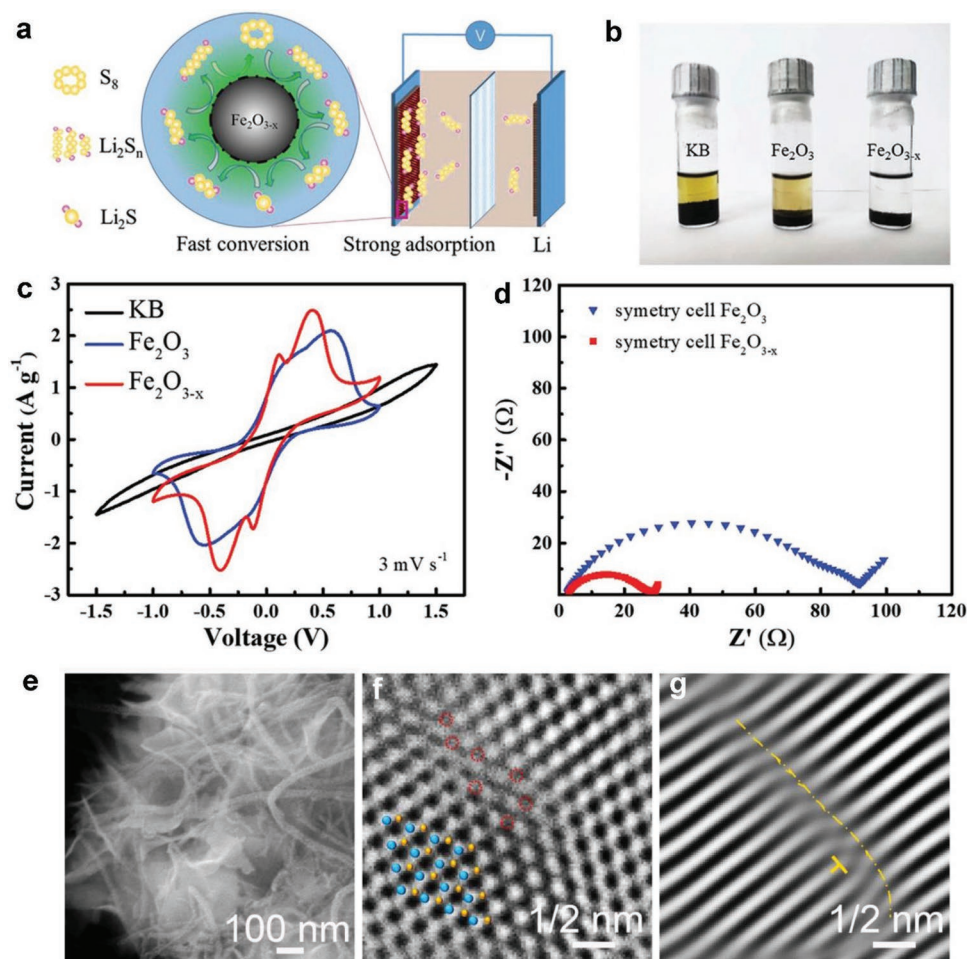 a
V
S₈
Li₂Sₙ
Li₂S
Fe₂O₃₋ₓ
Fast conversion
Strong adsorption
Li
b
KB
Fe₂O₃
Fe₂O₃₋ₓ
c
KB
Fe₂O₃
Fe₂O₃₋ₓ
3 mV s⁻¹
Current (A g⁻¹)
3
2
1
0
-1
-2
-3
-1.5 -1.0 -0.5 0.0 0.5 1.0 1.5
Voltage (V)
d
symetry cell Fe₂O₃
symetry cell Fe₂O₃₋ₓ
-Z'' (Ω)
120
100
80
60
40
20
0 20 40 60 80 100 120
Z' (Ω)
e
100 nm
f
1/2 nm
g
1/2 nm